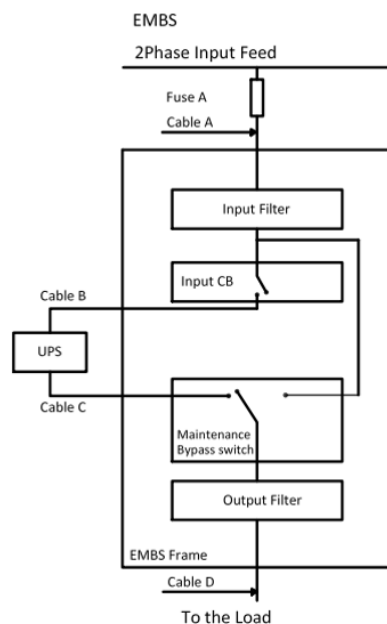 EMBS
2Phase Input Feed
Fuse A
Cable A
Input Filter
Input CB
Cable B
UPS
Cable C
Maintenance
Bypass switch
Output Filter
EMBS Frame
Cable D
To the Load